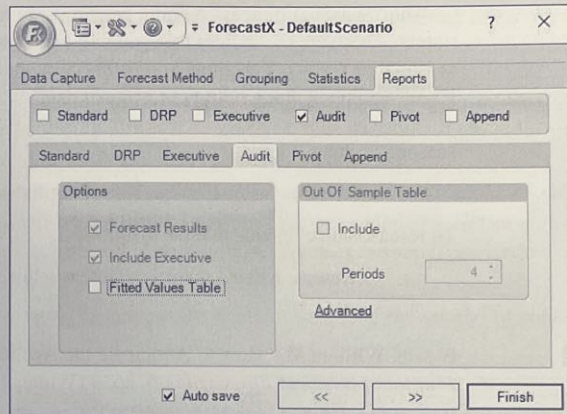 ForecastX - DefaultScenario ?
Data Capture Forecast Method Grouping Statistics Reports
Standard DRP Executive Audit Pivot Append
Standard DRP Executive Audit Pivot Append
Options
Forecast Results
Include Executive
Fitted Values Table
Out Of Sample Table
Include
Periods 4
Advanced
Auto save << >> Finish